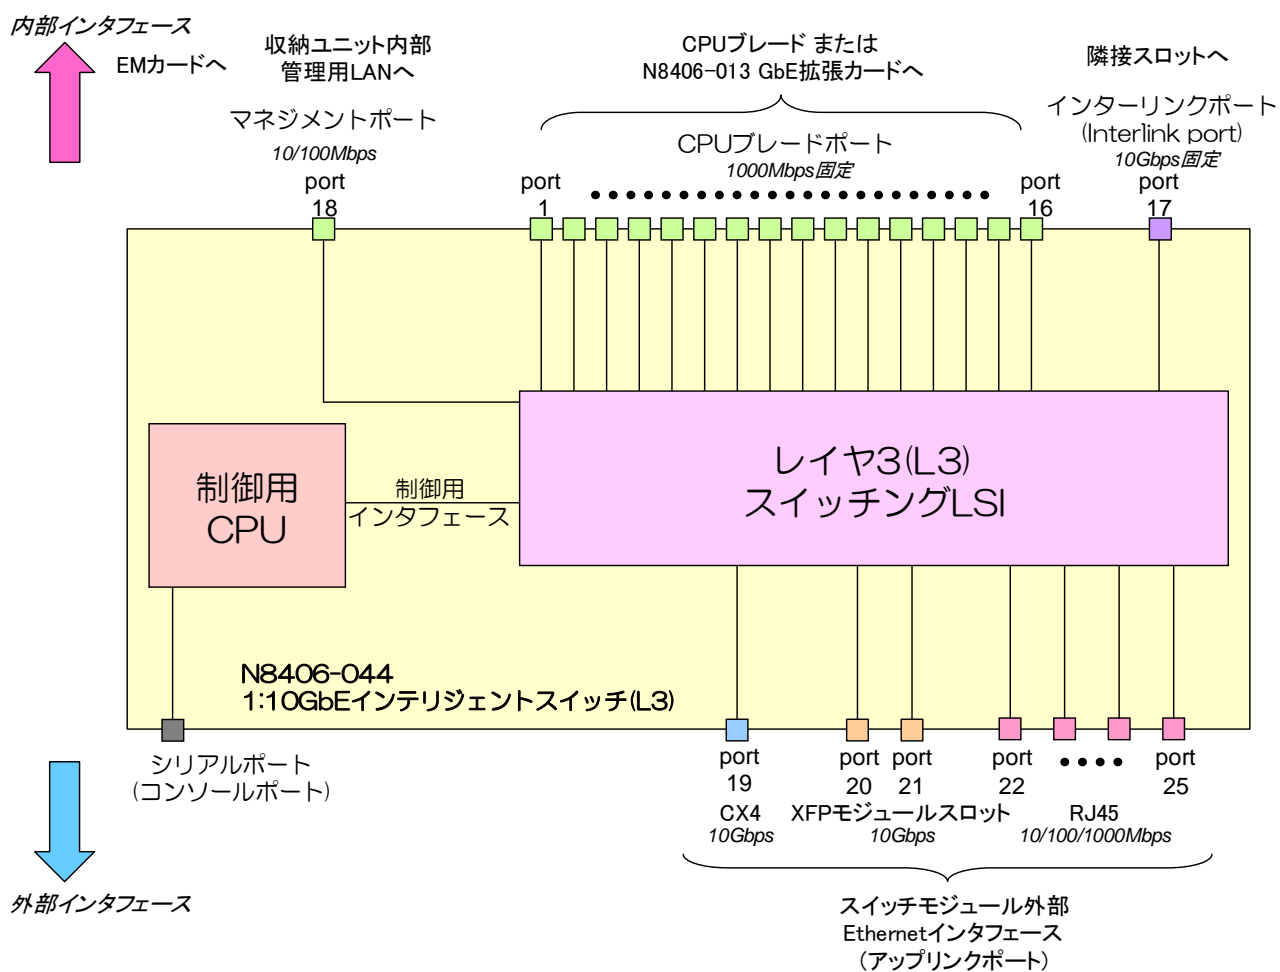 内部インタフェース
EMカードへ
収納ユニット内部
管理用LANへ
マネジメントポート
10/100Mbps
port
18
CPUブレード または
N8406-013 GbE拡張カードへ
CPUブレードポート
1000Mbps固定
port
1
port
16
隣接スロットへ
インターリンクポート
(Interlink port)
10Gbps固定
port
17
レイヤ3(L3)
スイッチングLSI
制御用
CPU
制御用
インタフェース
N8406-044
1:10GbEインテリジェントスイッチ(L3)
シリアルポート
(コンソールポート)
port
19
CX4
10Gbps
port
20
port
21
XFPモジュールスロット
10Gbps
port
22
port
25
RJ45
10/100/1000Mbps
外部インタフェース
スイッチモジュール外部
Ethernetインタフェース
(アップリンクポート)